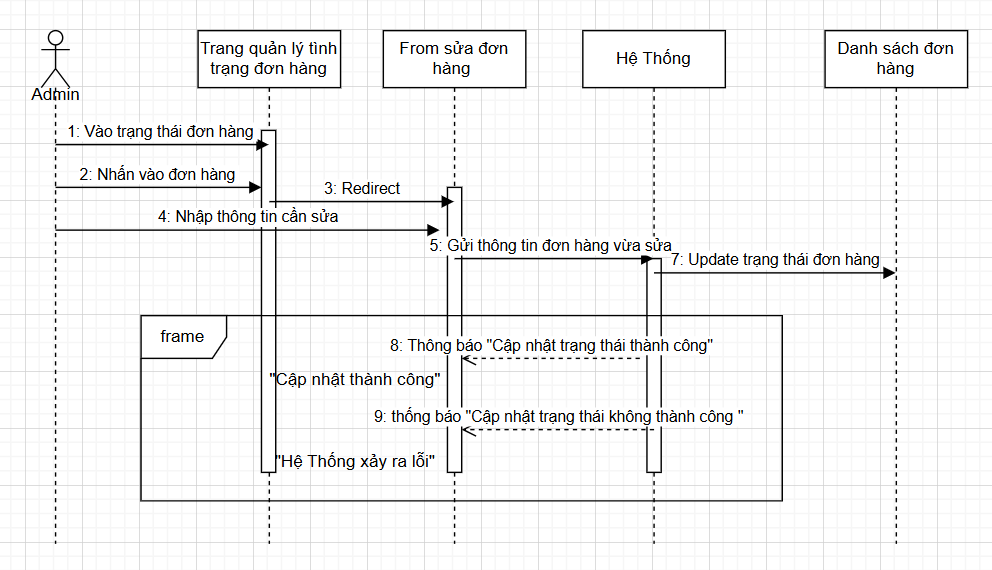 Admin
Trang quản lý tình
trạng đơn hàng
From sửa đơn
hàng
Hệ Thống
Danh sách đơn
hàng
1: Vào trạng thái đơn hàng
2: Nhấn vào đơn hàng
3: Redirect
4: Nhập thông tin cần sửa
5: Gửi thông tin đơn hàng vừa sửa
7: Update trạng thái đơn hàng
frame
8: Thông báo "Cập nhật trạng thái thành công"
"Cập nhật thành công"
9: thống báo "Cập nhật trạng thái không thành công "
"Hệ Thống xảy ra lỗi"